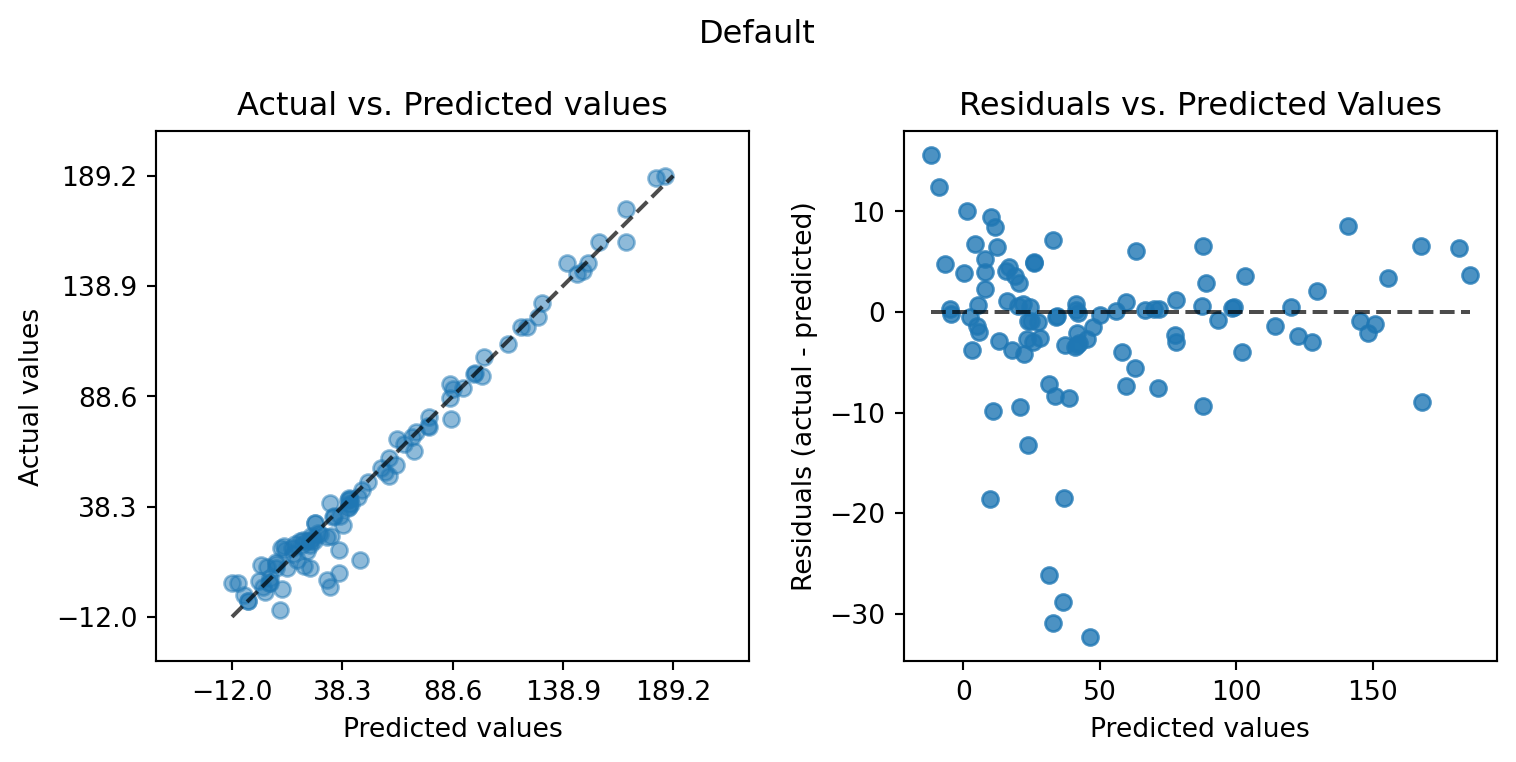 Default
Actual vs. Predicted values
Actual values
189.2
138.9
88.6
38.3
−12.0
−12.0 38.3 88.6 138.9 189.2
Predicted values
Residuals vs. Predicted Values
Residuals (actual - predicted)
10
0
−10
−20
−30
0 50 100 150
Predicted values